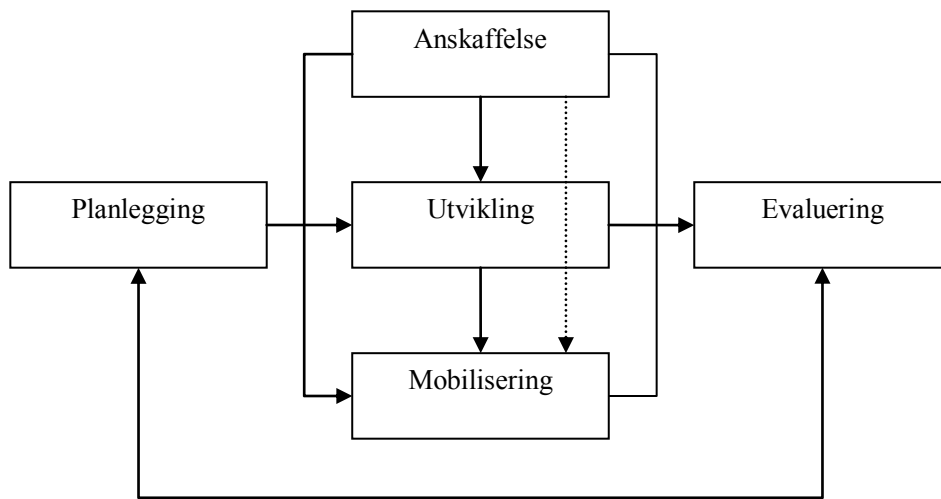 Anskaffelse
Planlegging
Utvikling
Evaluering
Mobilisering